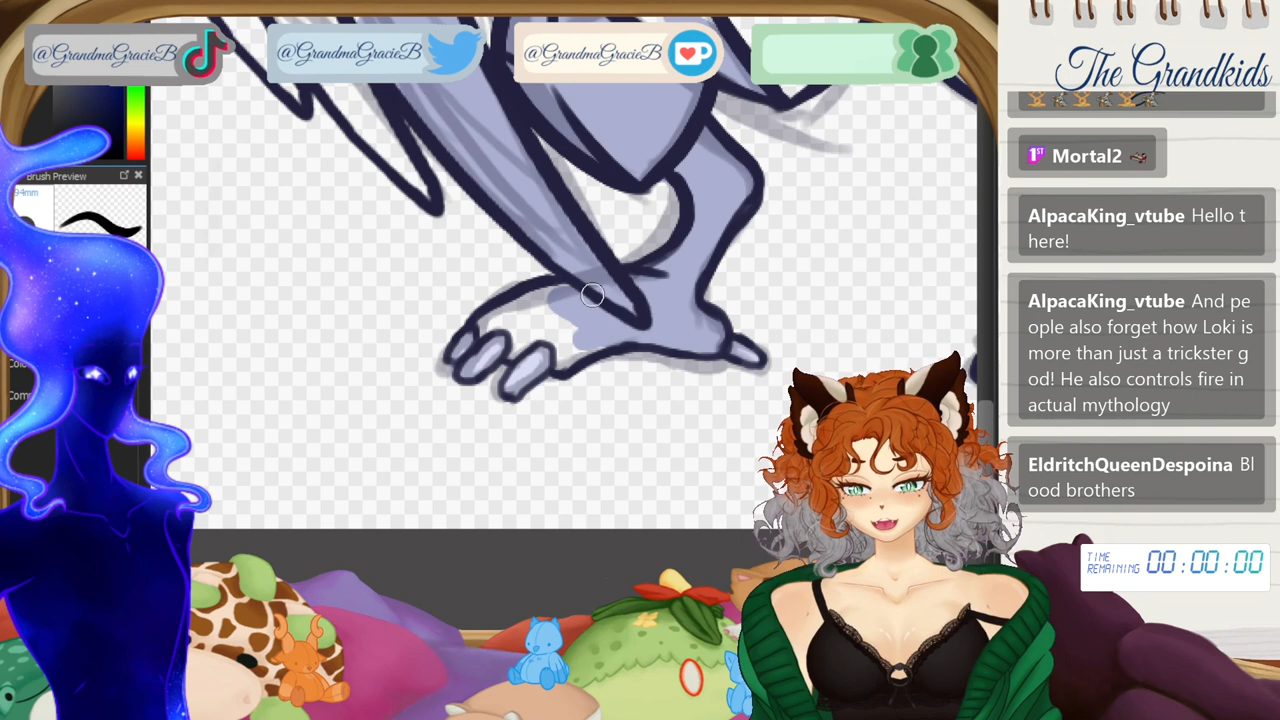 @GrandmaGracieB
@GrandmaGracieB
@GrandmaGracieB
The Grandkids
Brush Preview
94mm
1ST Mortal2
AlpacaKing_vtube Hello t
here!
AlpacaKing_vtube And pe
ople also forget how Loki is
more than just a trickster g
od! He also controls fire in
actual mythology
EldritchQueenDespoina Bl
ood brothers
TIME
REMAINING 00:00:00